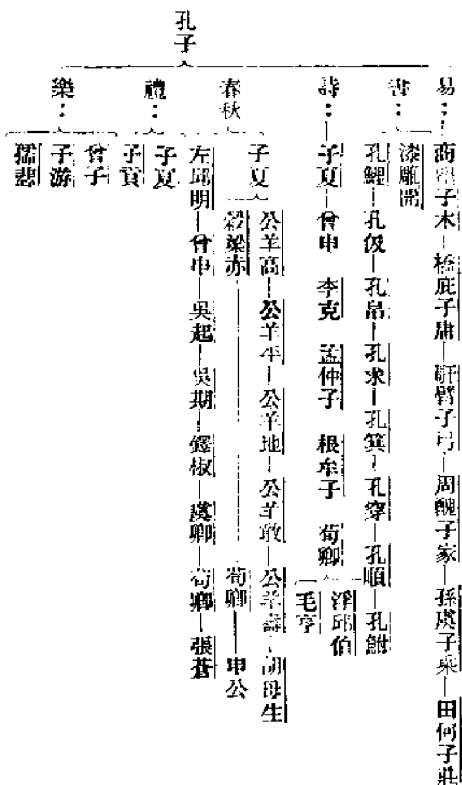 孔子
易：商瞿子木—橋庇子庸—馯臂子弓—周醜子家—孫虞子乘—田何子莊
書：漆雕開
孔鯉—孔伋—孔帛—孔求—孔箕—孔穿—孔順—孔鮒
詩：子夏—曾申 李克 孟仲子 根牟子 荀卿
浮邱伯
毛亨
春秋
子夏
公羊高—公羊平—公羊地—公羊敢—公羊壽—胡母生
穀梁赤——荀卿——申公
左邱明—曾申—吳起—吳期—鐸椒—虞卿—荀卿—張蒼
禮：
子夏
子貢
樂：
曾子
子游
孺悲